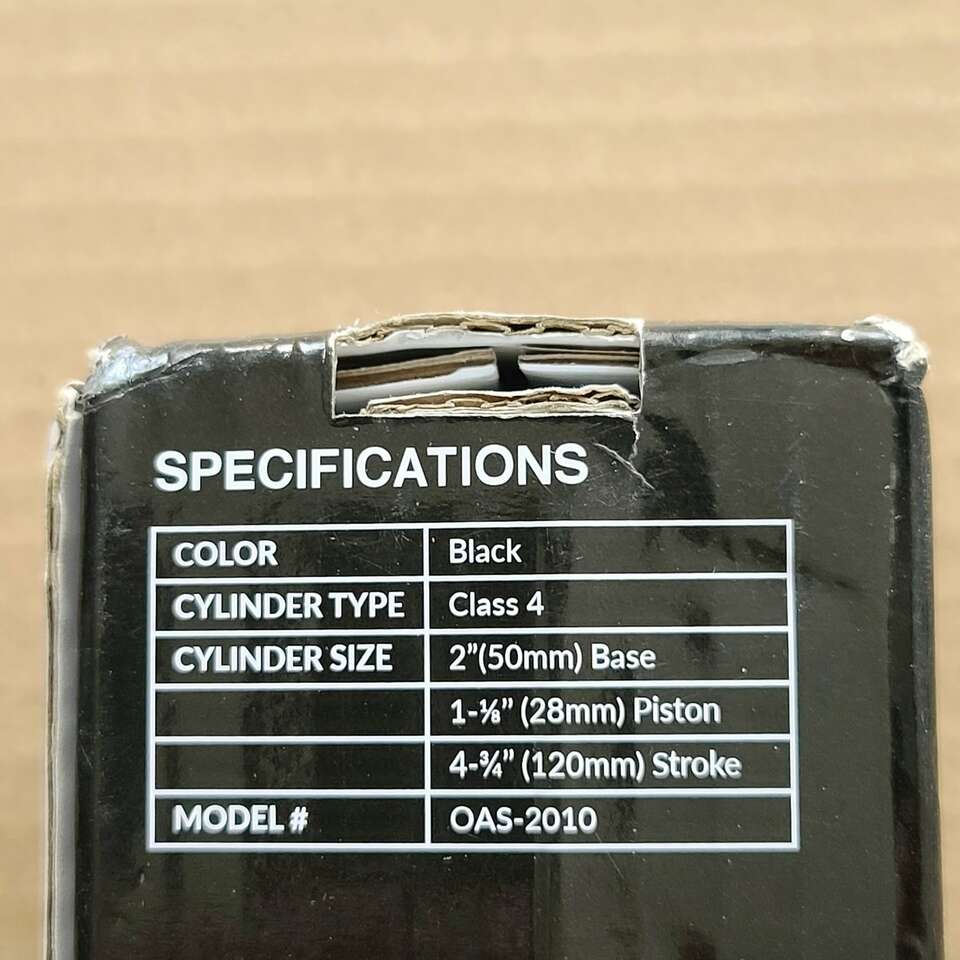 SPECIFICATIONS
COLOR Black
CYLINDER TYPE Class 4
CYLINDER SIZE 2”(50mm) Base
1-⅛” (28mm) Piston
4-¾” (120mm) Stroke
MODEL # OAS-2010